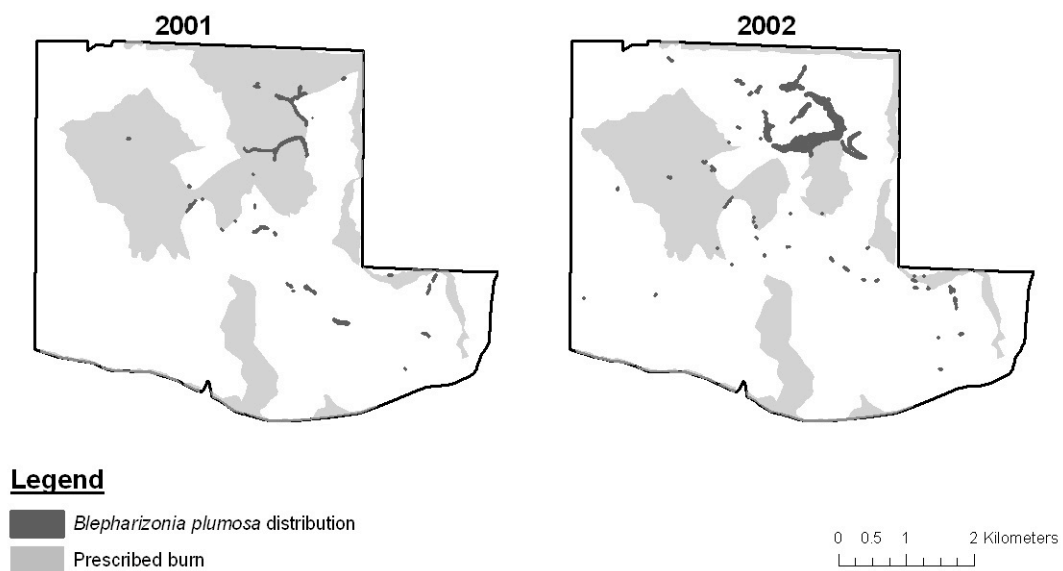 2001
2002
Legend
Blepharizonia plumosa distribution
Prescribed burn
0 0.5 1 2 Kilometers